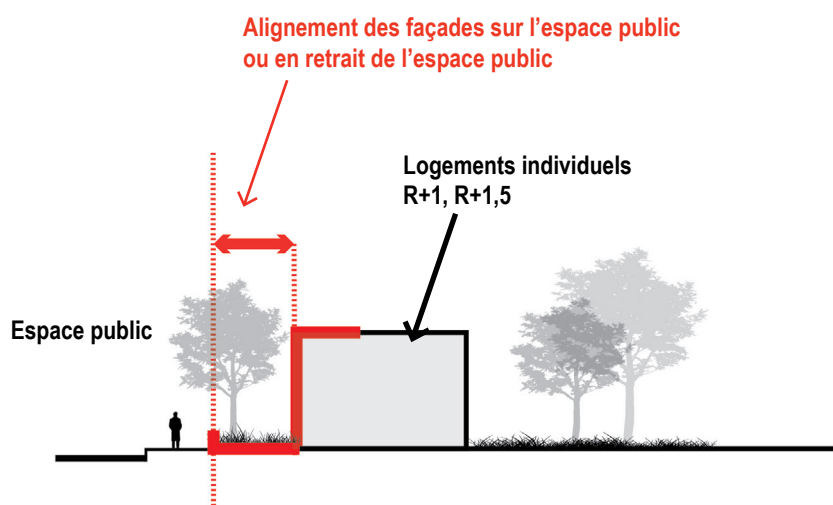 Alignement des façades sur l’espace public
ou en retrait de l’espace public
Logements individuels
R+1, R+1,5
Espace public